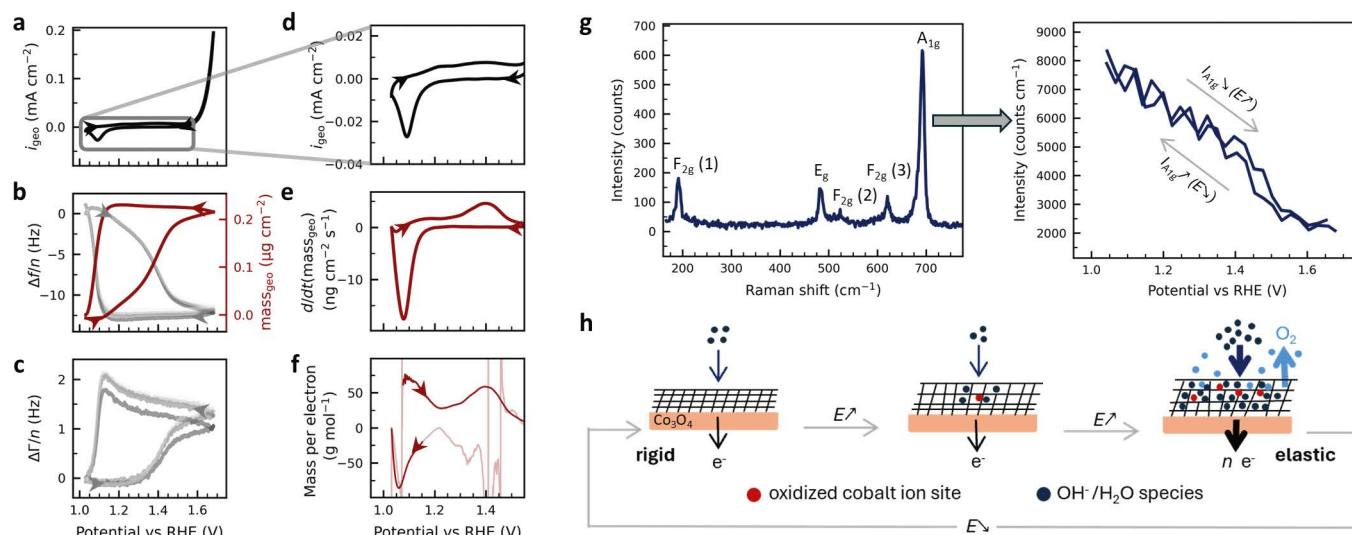 a
0.2
0.1
0.0
i_geo (mA cm⁻²)
b
0
−5
−10
Δf/n (Hz)
0.2
0.1
0.0
mass_geo (µg cm⁻²)
c
2
1
0
ΔΓ/n (Hz)
1.0 1.2 1.4 1.6
Potential vs RHE (V)
d
0.02
0.00
−0.02
−0.04
i_geo (mA cm⁻²)
e
0
−10
d/dt(mass_geo)
(ng cm⁻² s⁻¹)
f
50
0
−50
Mass per electron
(g mol⁻¹)
1.0 1.1 1.2 1.3 1.4 1.5
Potential vs RHE (V)
g
700
600
500
400
300
200
100
0
Intensity (counts)
A1g
F2g (1)
Eg
F2g (2)
F2g (3)
200 300 400 500 600 700
Raman shift (cm⁻¹)
9000
8000
7000
6000
5000
4000
3000
2000
Intensity (counts cm⁻¹)
I_A1g ↘ (E↗)
I_A1g ↗ (E↘)
1.0 1.2 1.4 1.6
Potential vs RHE (V)
h
O₂
Co₃O₄
rigid
e⁻
E↗
e⁻
E↗
n e⁻
elastic
oxidized cobalt ion site
OH⁻/H₂O species
E↘